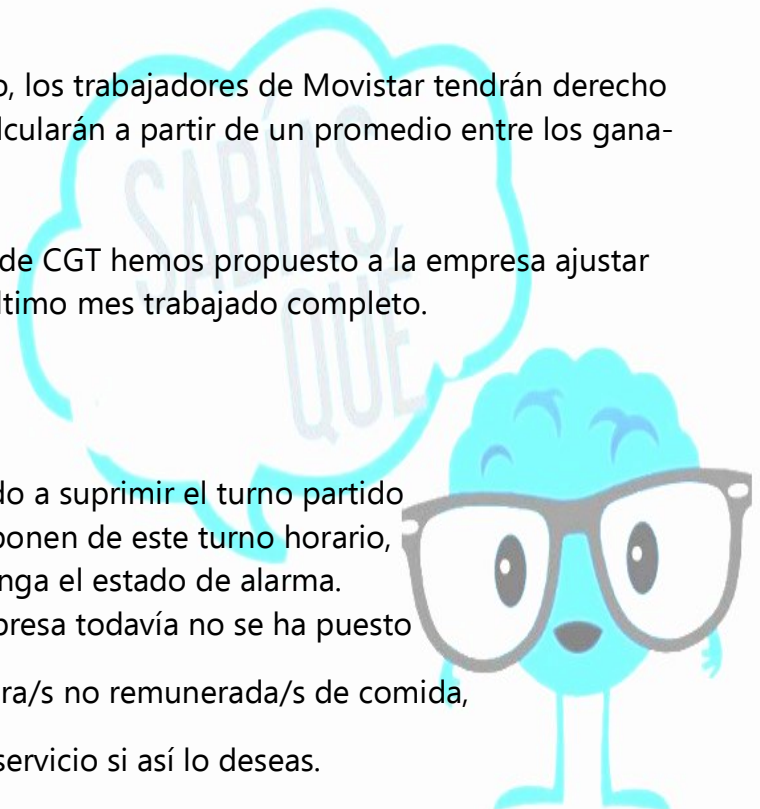 o, los trabajadores de Movistar tendrán derecho
lcularán a partir de un promedio entre los gana-
SABÍAS
QUÉ
de CGT hemos propuesto a la empresa ajustar
ltimo mes trabajado completo.
do a suprimir el turno partido
ponen de este turno horario,
nga el estado de alarma.
presa todavía no se ha puesto
ra/s no remunerada/s de comida,
servicio si así lo deseas.